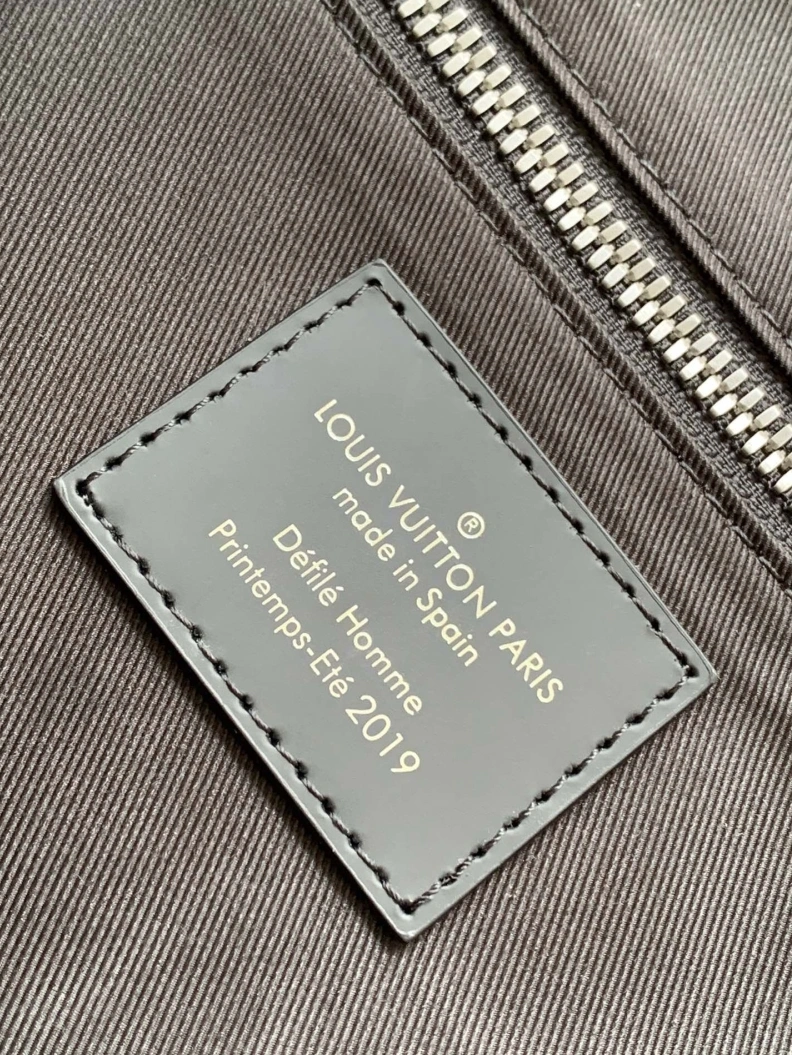 ®
LOUIS VUITTON PARIS
made in Spain
Défilé Homme
Printemps-Eté 2019